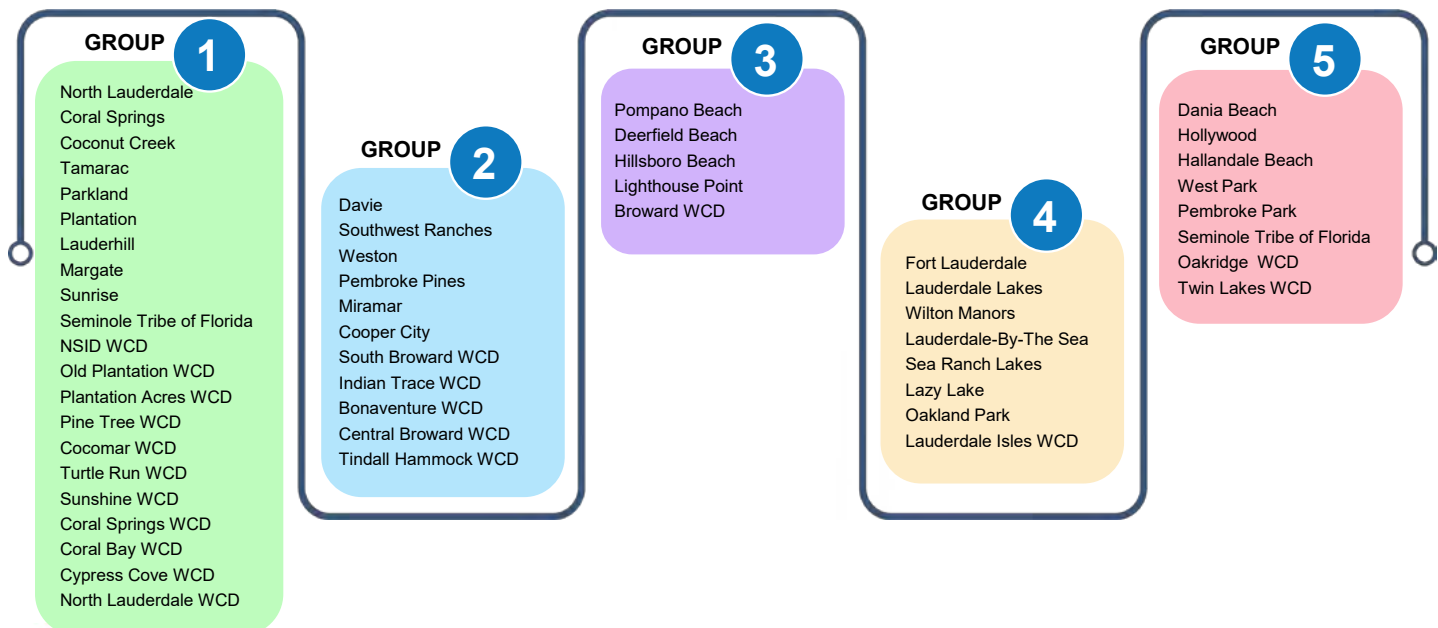 GROUP 1
North Lauderdale
Coral Springs
Coconut Creek
Tamarac
Parkland
Plantation
Lauderhill
Margate
Sunrise
Seminole Tribe of Florida
NSID WCD
Old Plantation WCD
Plantation Acres WCD
Pine Tree WCD
Cocomar WCD
Turtle Run WCD
Sunshine WCD
Coral Springs WCD
Coral Bay WCD
Cypress Cove WCD
North Lauderdale WCD
GROUP 2
Davie
Southwest Ranches
Weston
Pembroke Pines
Miramar
Cooper City
South Broward WCD
Indian Trace WCD
Bonaventure WCD
Central Broward WCD
Tindall Hammock WCD
GROUP 3
Pompano Beach
Deerfield Beach
Hillsboro Beach
Lighthouse Point
Broward WCD
GROUP 4
Fort Lauderdale
Lauderdale Lakes
Wilton Manors
Lauderdale-By-The Sea
Sea Ranch Lakes
Lazy Lake
Oakland Park
Lauderdale Isles WCD
GROUP 5
Dania Beach
Hollywood
Hallandale Beach
West Park
Pembroke Park
Seminole Tribe of Florida
Oakridge WCD
Twin Lakes WCD